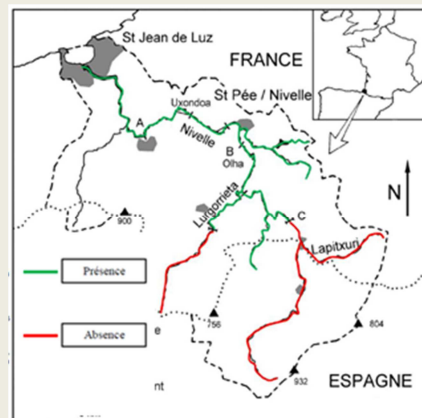 St Jean de Luz
FRANCE
St Pée / Nivelle
Uxondoa
A
Nivelle
B
Olha
N
Lurgorrieta
C
900
Lapitxuri
Présence
Absence
e
756
804
nt
932
ESPAGNE